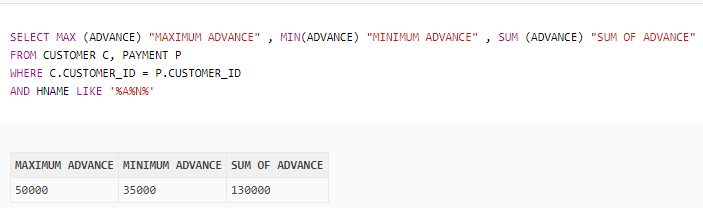 SELECT MAX (ADVANCE) "MAXIMUM ADVANCE" , MIN(ADVANCE) "MINIMUM ADVANCE" , SUM (ADVANCE) "SUM OF ADVANCE"
FROM CUSTOMER C, PAYMENT P
WHERE C.CUSTOMER_ID = P.CUSTOMER_ID
AND HNAME LIKE '%A%N%'
MAXIMUM ADVANCE MINIMUM ADVANCE SUM OF ADVANCE
50000 35000 130000